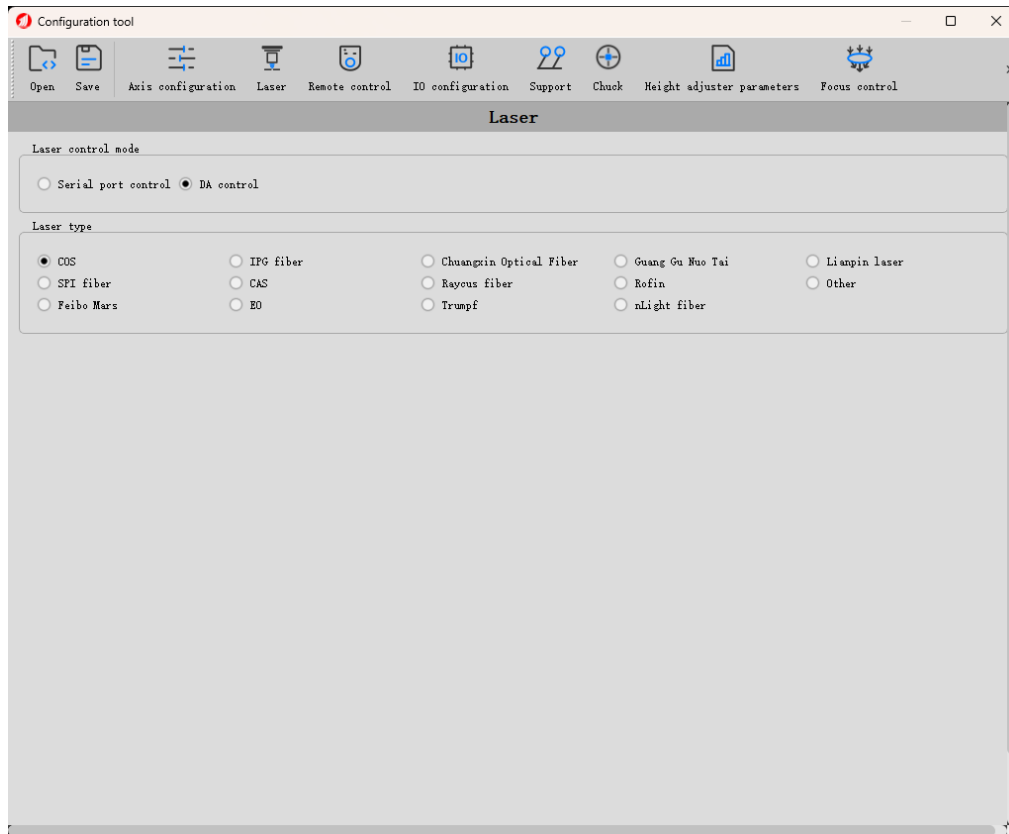 Configuration tool
Open Save Axis configuration Laser Remote control IO configuration Support Chuck Height adjuster parameters Focus control
Laser
Laser control mode
Serial port control DA control
Laser type
COS IPG fiber Chuangxin Optical Fiber Guang Gu Nuo Tai Lianpin laser
SPI fiber CAS Raycus fiber Rofin Other
Feibo Mars EO Trumpf nLight fiber